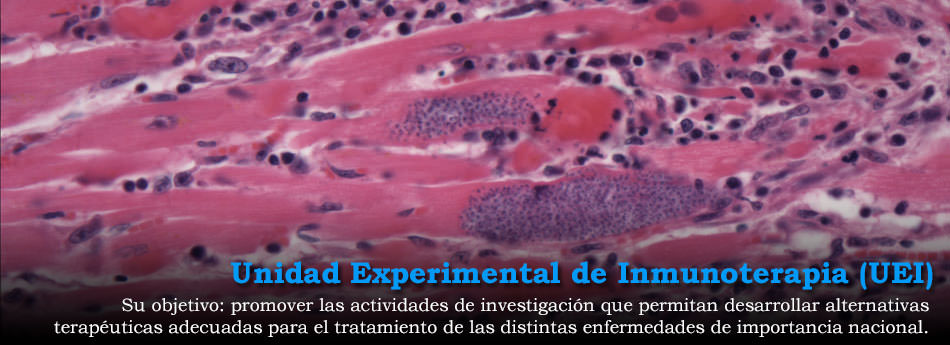 Unidad Experimental de Inmunoterapia (UEI)
Su objetivo: promover las actividades de investigación que permitan desarrollar alternativas
terapéuticas adecuadas para el tratamiento de las distintas enfermedades de importancia nacional.